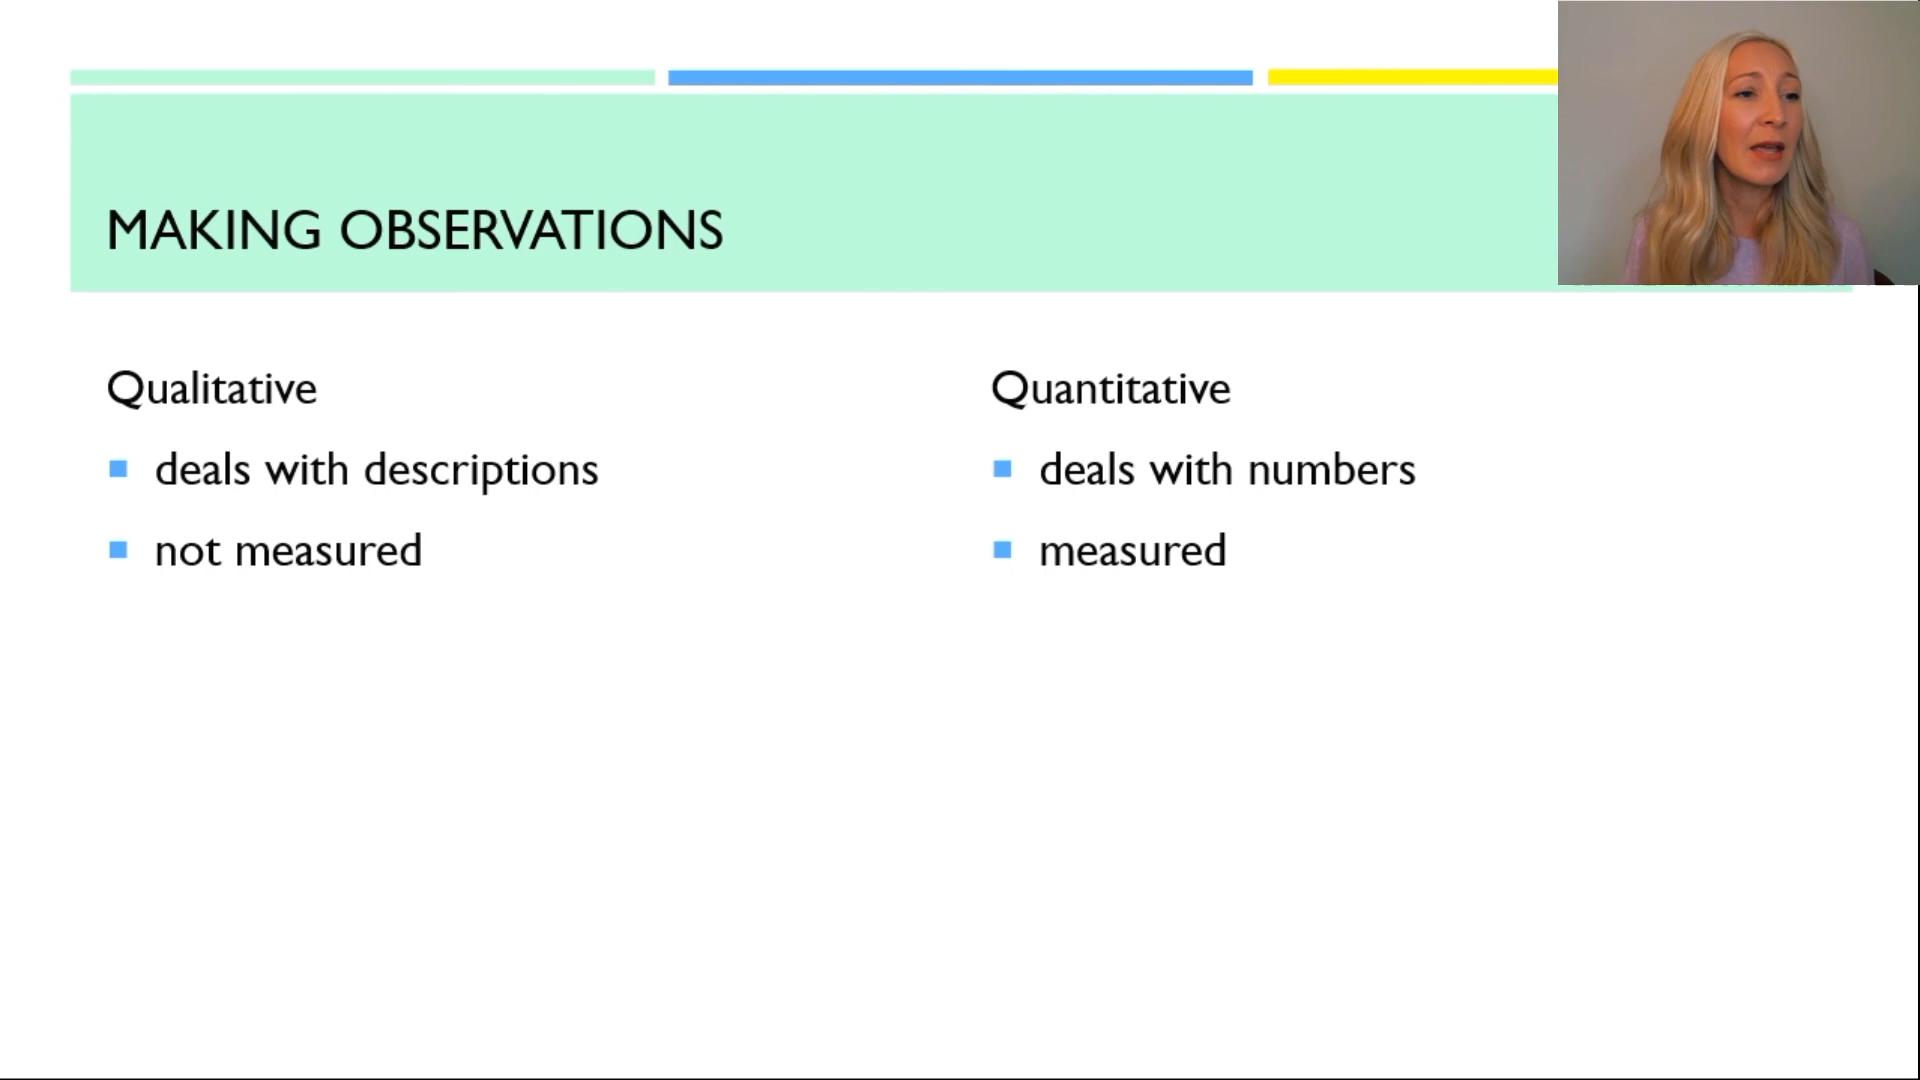 MAKING OBSERVATIONS
Qualitative
deals with descriptions
not measured
Quantitative
deals with numbers
measured